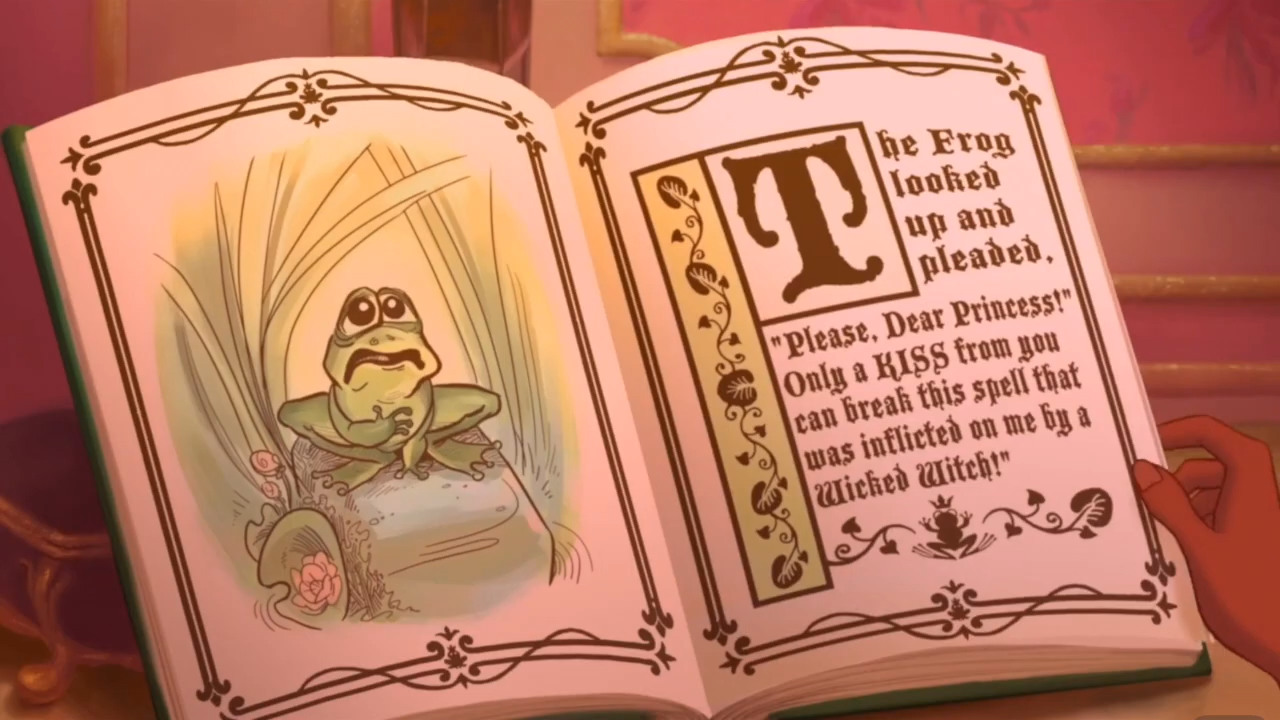 The Frog
looked
up and
pleaded,
"Please, Dear Princess!"
Only a KISS from you
can break this spell that
was inflicted on me by a
Wicked Witch!"